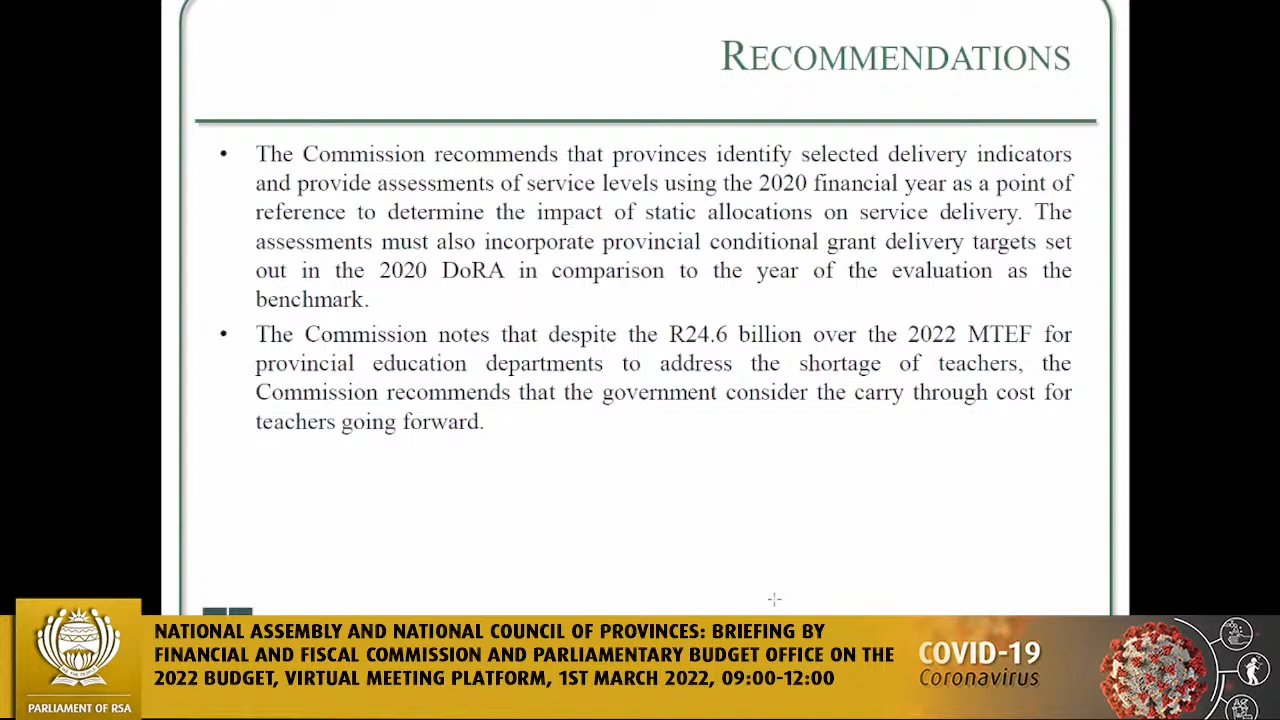 RECOMMENDATIONS
• The Commission recommends that provinces identify selected delivery indicators
and provide assessments of service levels using the 2020 financial year as a point of
reference to determine the impact of static allocations on service delivery. The
assessments must also incorporate provincial conditional grant delivery targets set
out in the 2020 DoRA in comparison to the year of the evaluation as the
benchmark.
• The Commission notes that despite the R24.6 billion over the 2022 MTEF for
provincial education departments to address the shortage of teachers, the
Commission recommends that the government consider the carry through cost for
teachers going forward.
NATIONAL ASSEMBLY AND NATIONAL COUNCIL OF PROVINCES: BRIEFING BY
FINANCIAL AND FISCAL COMMISSION AND PARLIAMENTARY BUDGET OFFICE ON THE
2022 BUDGET, VIRTUAL MEETING PLATFORM, 1ST MARCH 2022, 09:00-12:00
PARLIAMENT OF RSA
COVID-19
Coronavirus